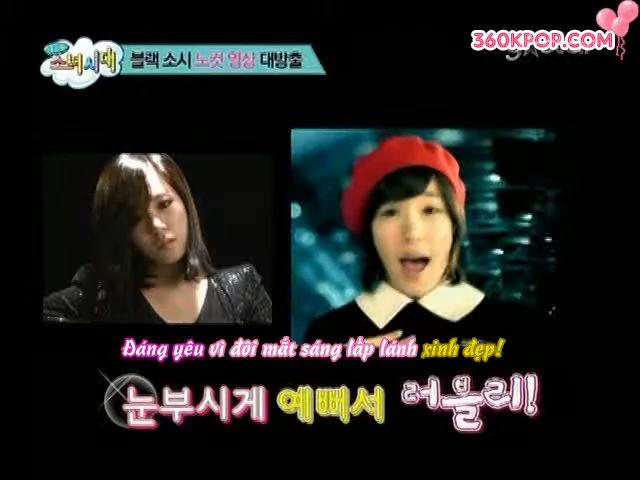 360KPOP.COM
소녀시대
블랙 소시 노컷 영상 대방출
Đáng yêu vì đôi mắt sáng lấp lánh xinh đẹp!
눈부시게 예뻐서 러블리!